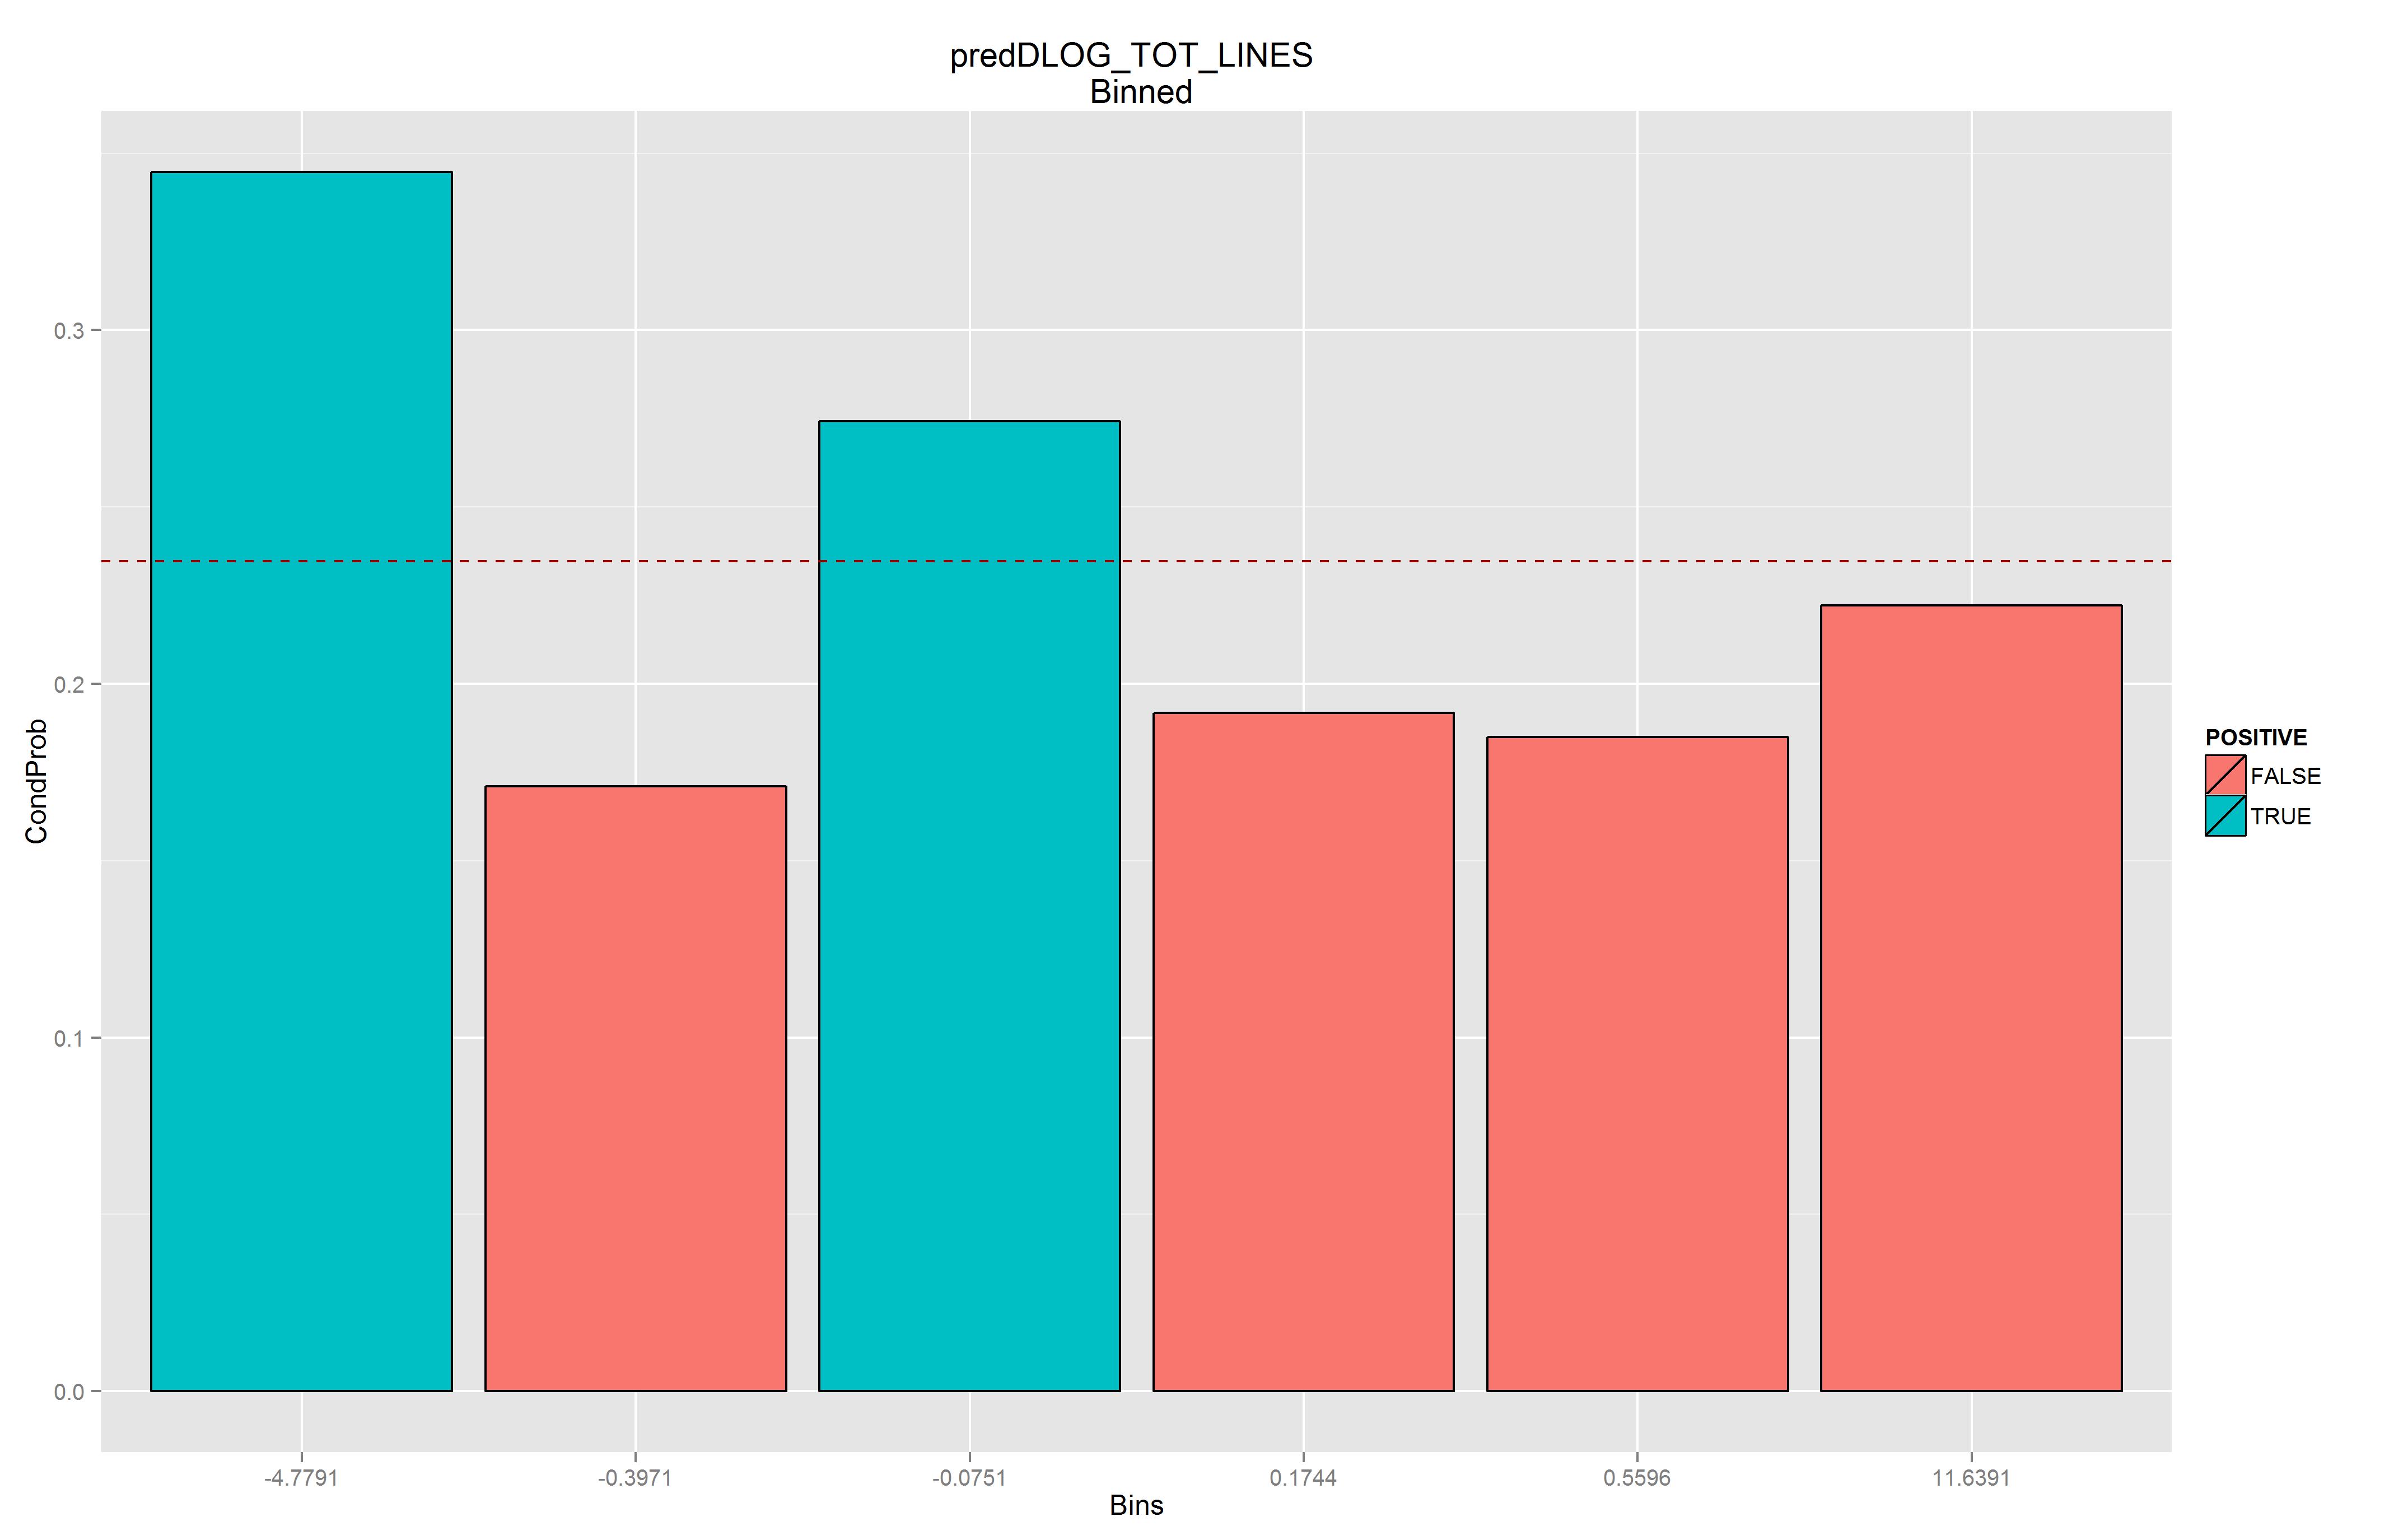 predDLOG_TOT_LINES
Binned
CondProb
0.3
0.2
0.1
0.0
-4.7791
-0.3971
-0.0751
0.1744
0.5596
11.6391
Bins
POSITIVE
FALSE
TRUE